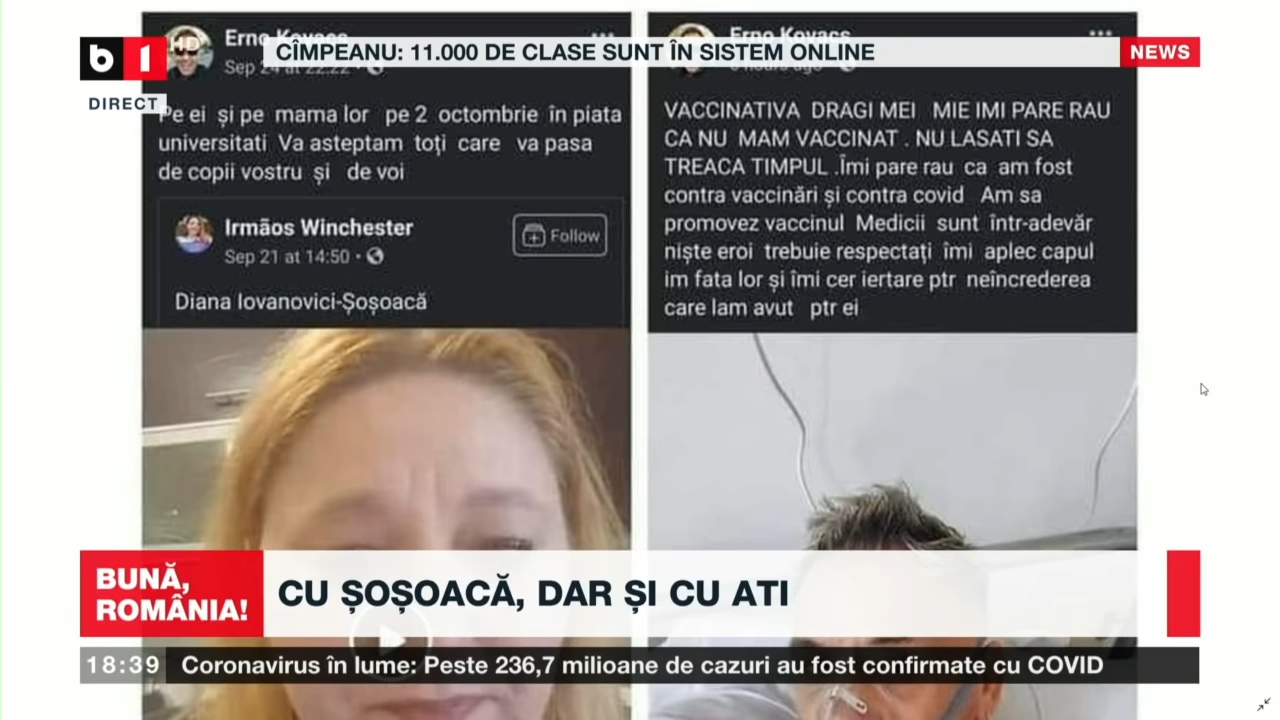 b1
HD
DIRECT
CÎMPEANU: 11.000 DE CLASE SUNT ÎN SISTEM ONLINE
NEWS
Erno Kovacs
Sep 24 at 22:22
Pe ei și pe mama lor pe 2 octombrie în piata
universitati Va asteptam toți care va pasa
de copii vostru și de voi
Irmãos Winchester
Sep 21 at 14:50
Follow
Diana Iovanovici-Șoșoacă
Erno Kovacs
hours ago
VACCINATIVA DRAGI MEI MIE IMI PARE RAU
CA NU MAM VACCINAT . NU LASATI SA
TREACA TIMPUL .Îmi pare rau ca am fost
contra vaccinări și contra covid Am sa
promovez vaccinul Medicii sunt într-adevăr
niște eroi trebuie respectați îmi aplec capul
im fata lor și îmi cer iertare ptr neîncrederea
care lam avut ptr ei
BUNĂ,
ROMÂNIA!
CU ȘOȘOACĂ, DAR ȘI CU ATI
18:39 Coronavirus în lume: Peste 236,7 milioane de cazuri au fost confirmate cu COVID